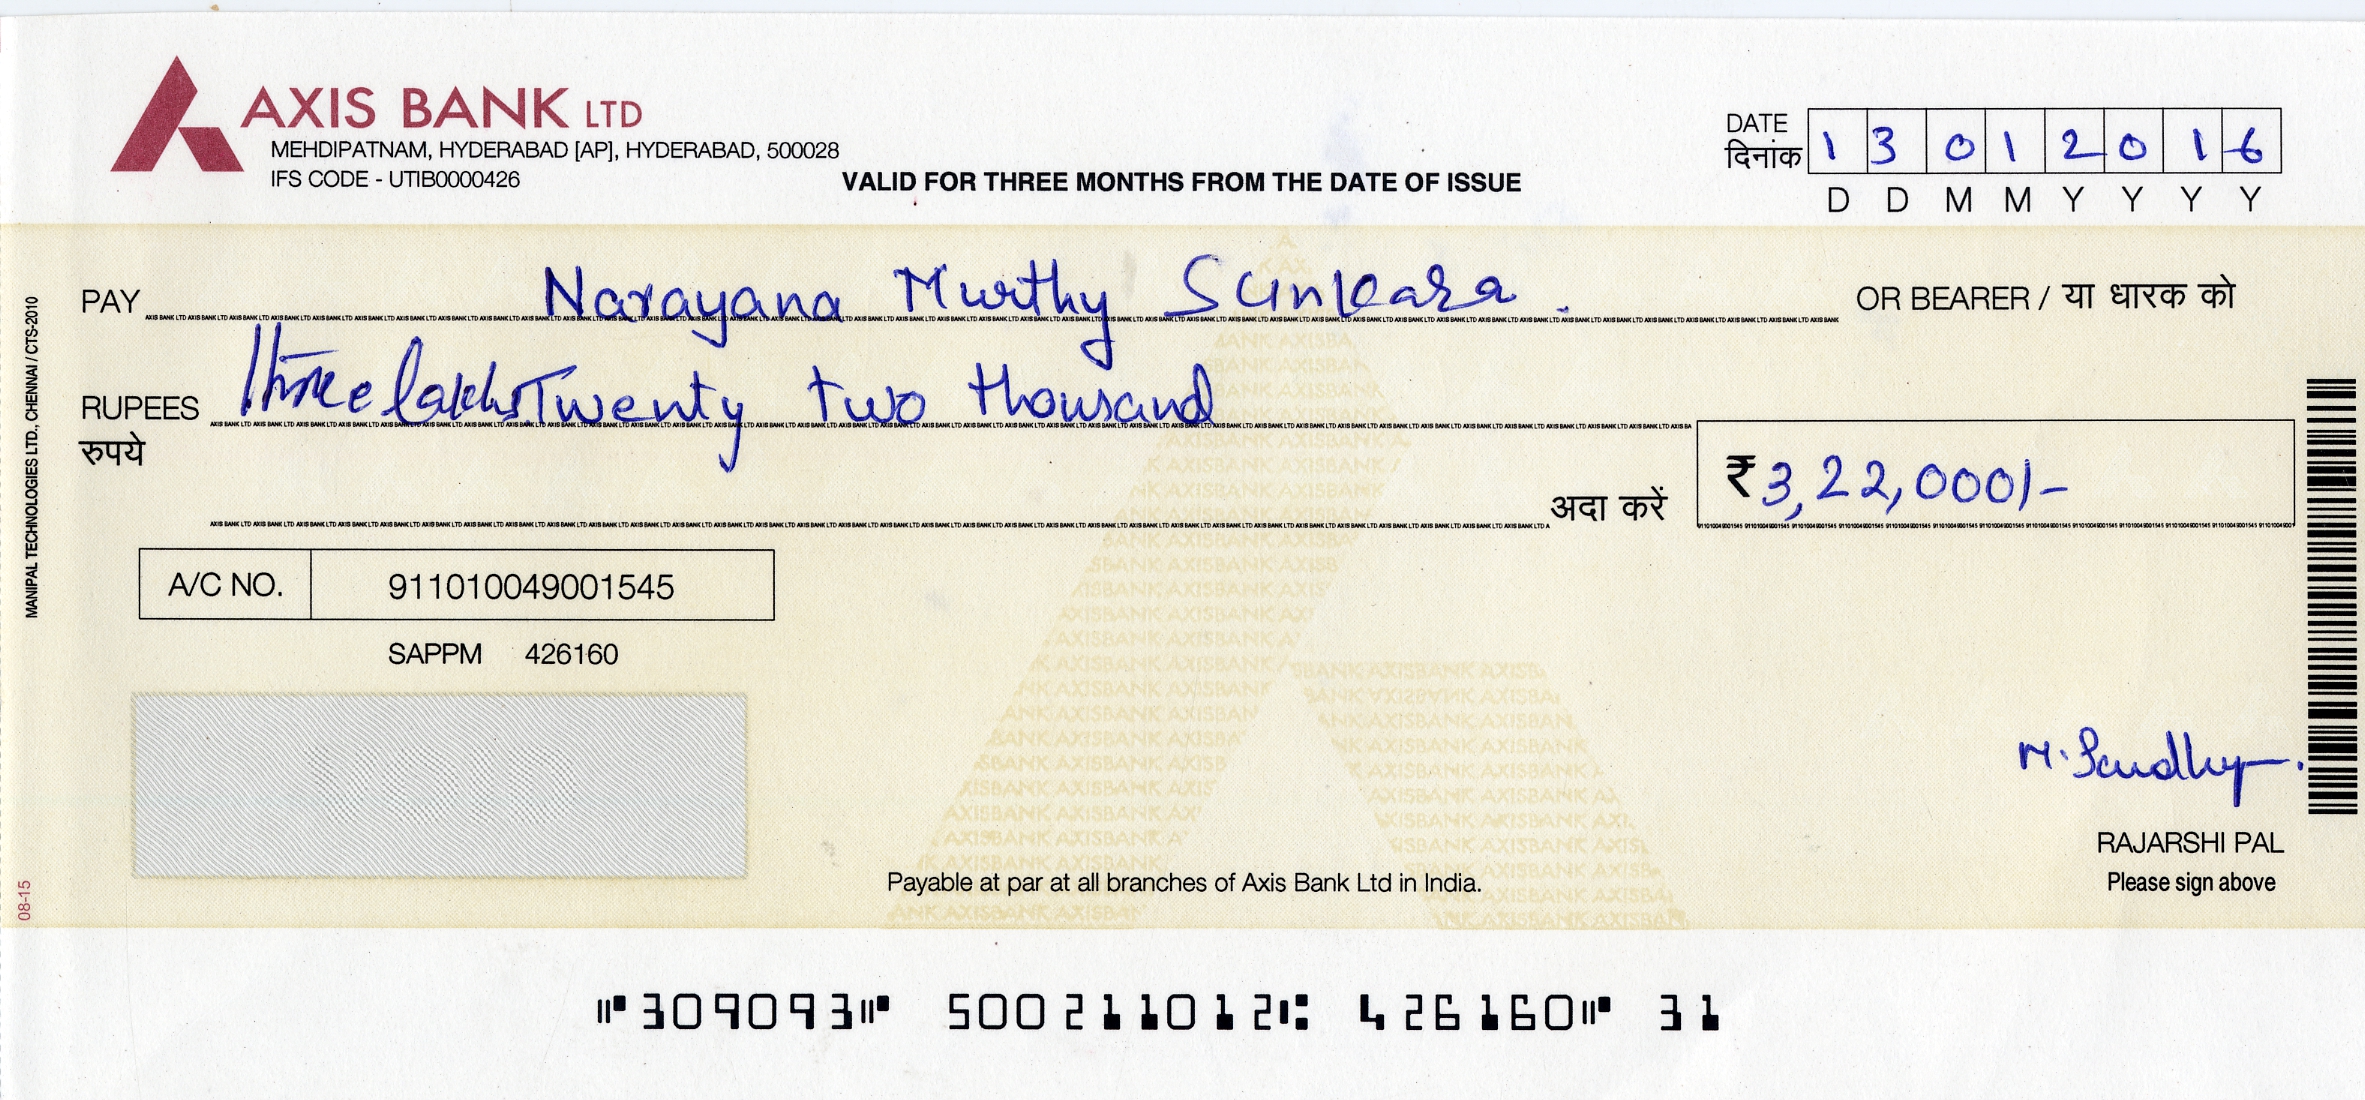 AXIS BANK LTD
MEHDIPATNAM, HYDERABAD [AP], HYDERABAD, 500028
IFS CODE - UTIB0000426
VALID FOR THREE MONTHS FROM THE DATE OF ISSUE
DATE
दिनांक
1 3 0 1 2 0 1 6
D D M M Y Y Y Y
PAY Narayana Murthy Sunkara. OR BEARER / या धारक को
RUPEES Three lakhs Twenty two thousand
रुपये
अदा करें ₹ 3,22,000/-
A/C NO. 911010049001545
SAPPM 426160
VOID
M. Sandhya.
RAJARSHI PAL
Please sign above
Payable at par at all branches of Axis Bank Ltd in India.
MANIPAL TECHNOLOGIES LTD., CHENNAI / CTS-2010
08-15
⑈309093⑈ 500211012⑆ 426160⑈ 31